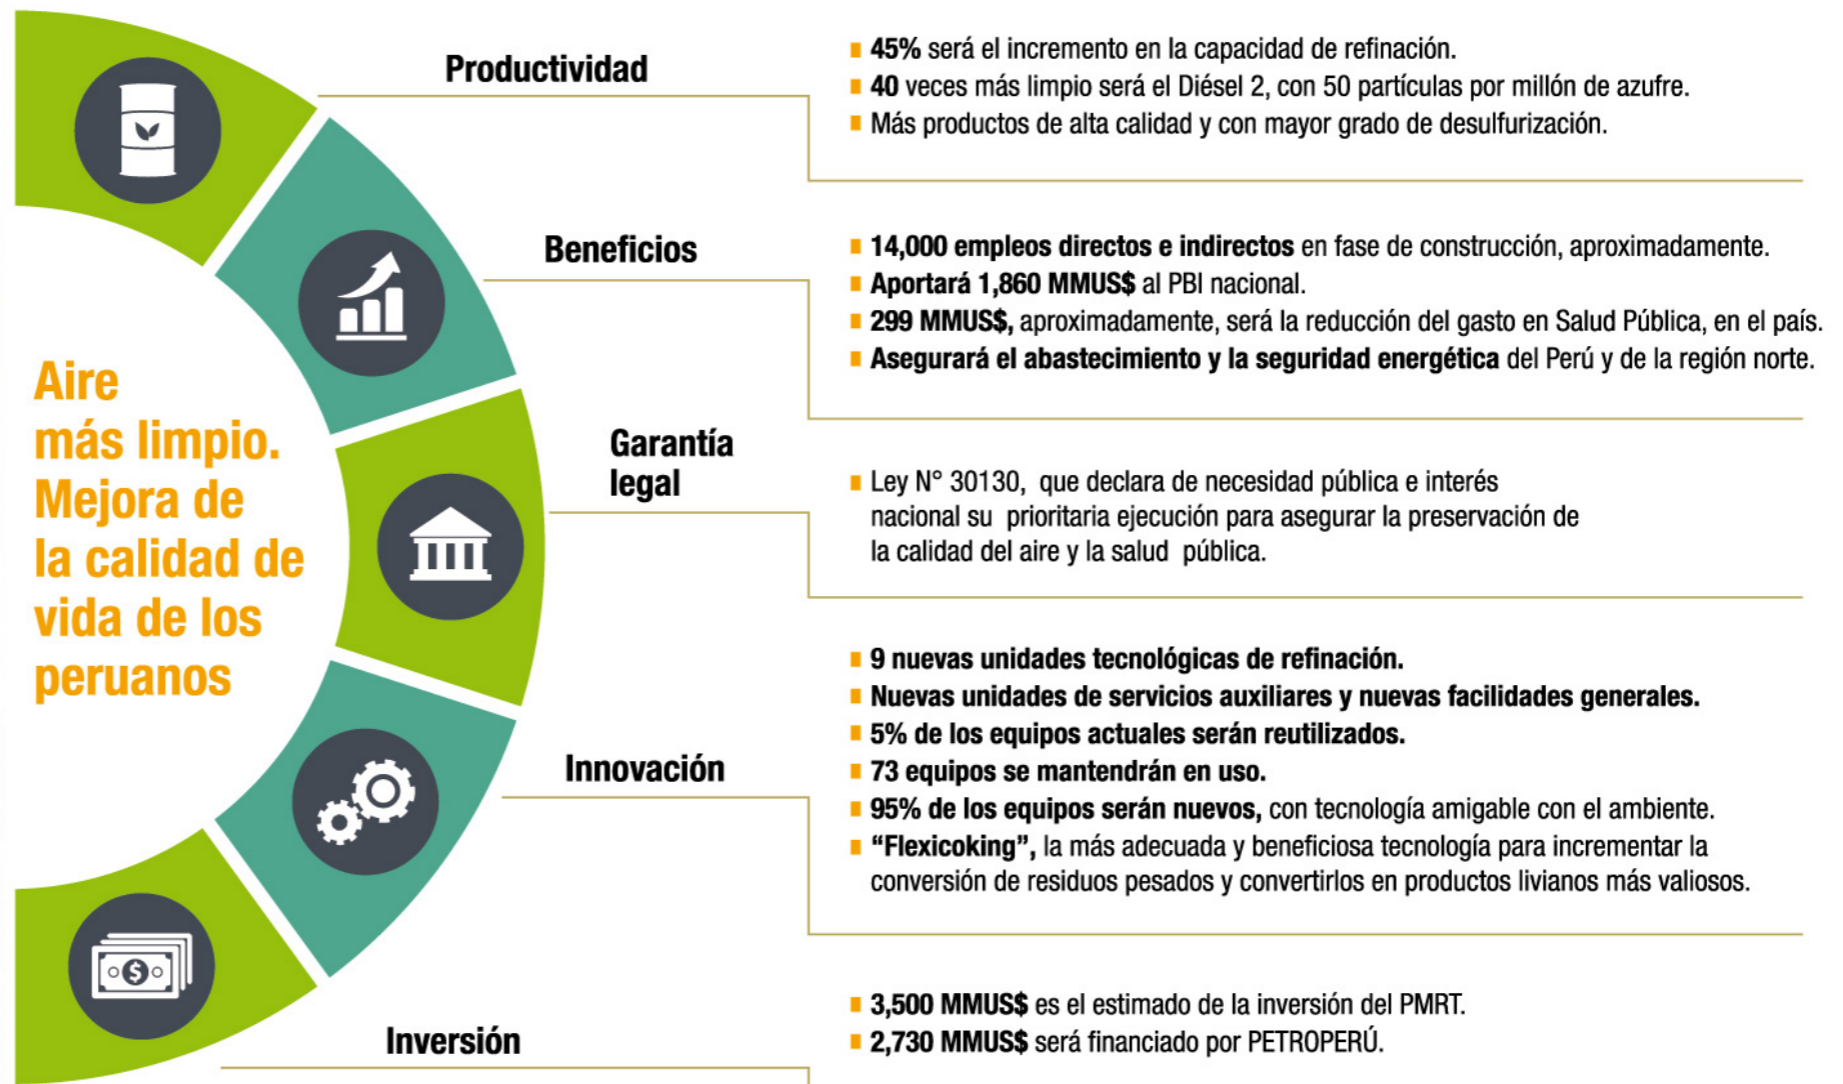 Productividad
45% será el incremento en la capacidad de refinación.
40 veces más limpio será el Diésel 2, con 50 partículas por millón de azufre.
Más productos de alta calidad y con mayor grado de desulfurización.
Beneficios
14,000 empleos directos e indirectos en fase de construcción, aproximadamente.
Aportará 1,860 MMUS$ al PBI nacional.
299 MMUS$, aproximadamente, será la reducción del gasto en Salud Pública, en el país.
Asegurará el abastecimiento y la seguridad energética del Perú y de la región norte.
Aire
más limpio.
Mejora de
la calidad de
vida de los
peruanos
Garantía
legal
Ley N° 30130, que declara de necesidad pública e interés
nacional su prioritaria ejecución para asegurar la preservación de
la calidad del aire y la salud pública.
Innovación
9 nuevas unidades tecnológicas de refinación.
Nuevas unidades de servicios auxiliares y nuevas facilidades generales.
5% de los equipos actuales serán reutilizados.
73 equipos se mantendrán en uso.
95% de los equipos serán nuevos, con tecnología amigable con el ambiente.
“Flexicoking”, la más adecuada y beneficiosa tecnología para incrementar la
conversión de residuos pesados y convertirlos en productos livianos más valiosos.
$
Inversión
3,500 MMUS$ es el estimado de la inversión del PMRT.
2,730 MMUS$ será financiado por PETROPERÚ.